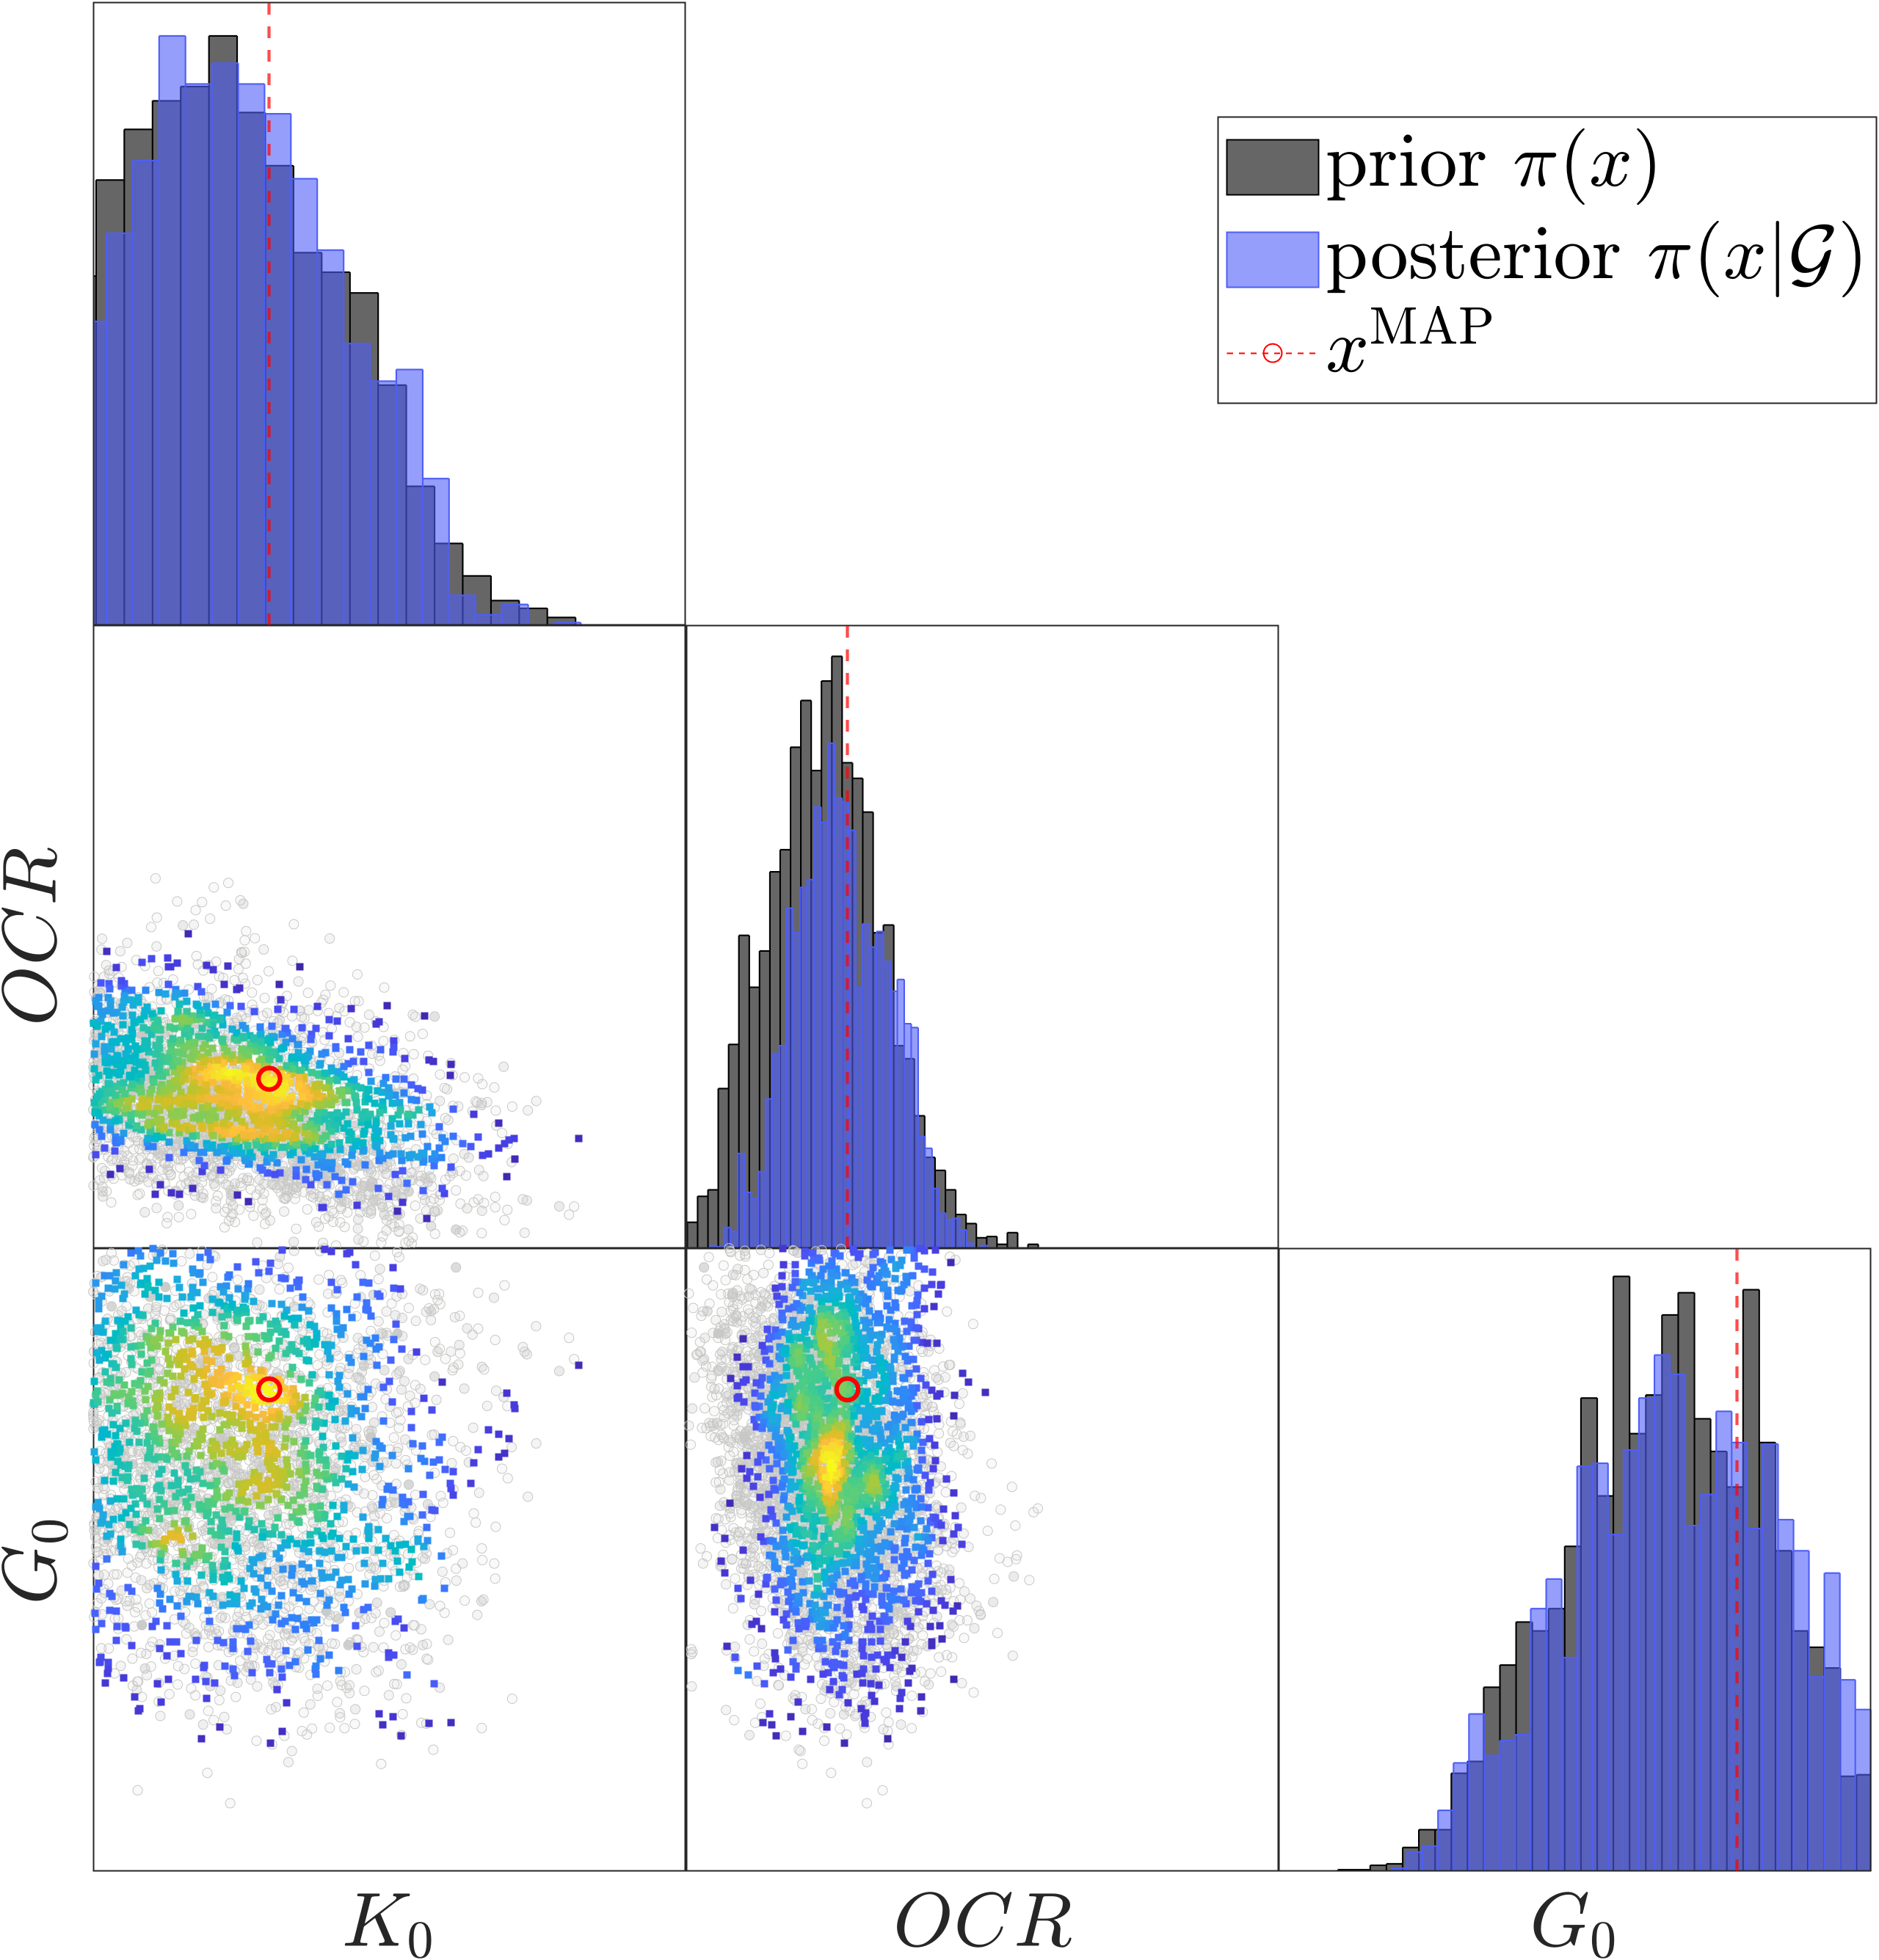 prior π(x)
posterior π(x|𝒢)
x^MAP
OCR
G₀
K₀
OCR
G₀